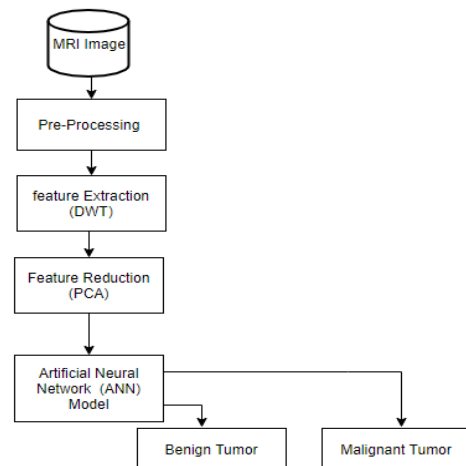 MRI Image
Pre-Processing
feature Extraction
(DWT)
Feature Reduction
(PCA)
Artificial Neural
Network (ANN)
Model
Benign Tumor
Malignant Tumor